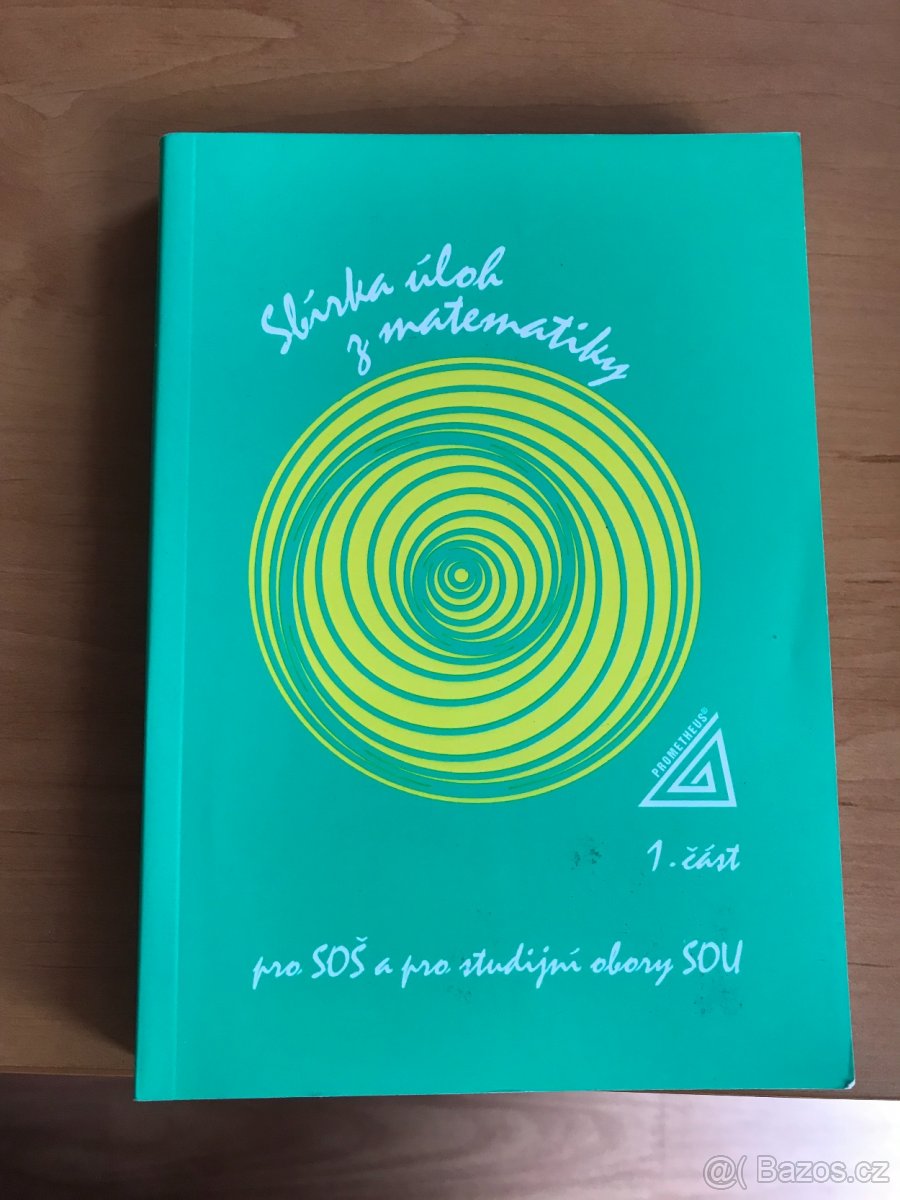 Sbírka úloh
z matematiky
PROMETHEUS®
1. část
pro SOŠ a pro studijní obory SOU
@( Bazos.cz